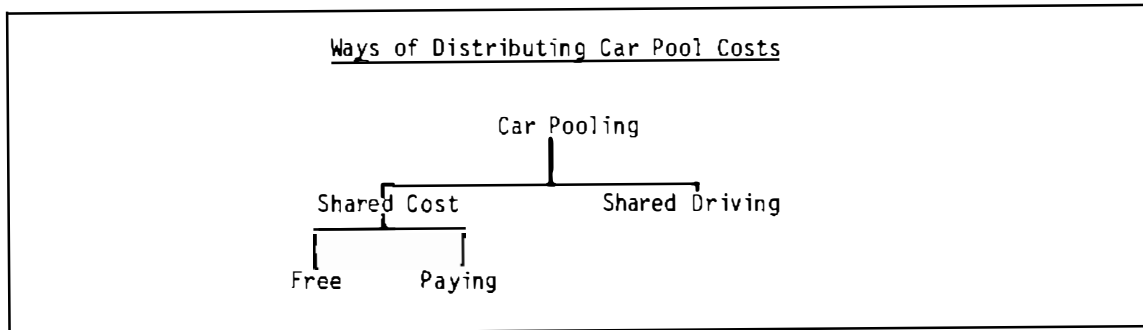 Ways of Distributing Car Pool Costs
Car Pooling
Shared Cost Shared Driving
Free Paying